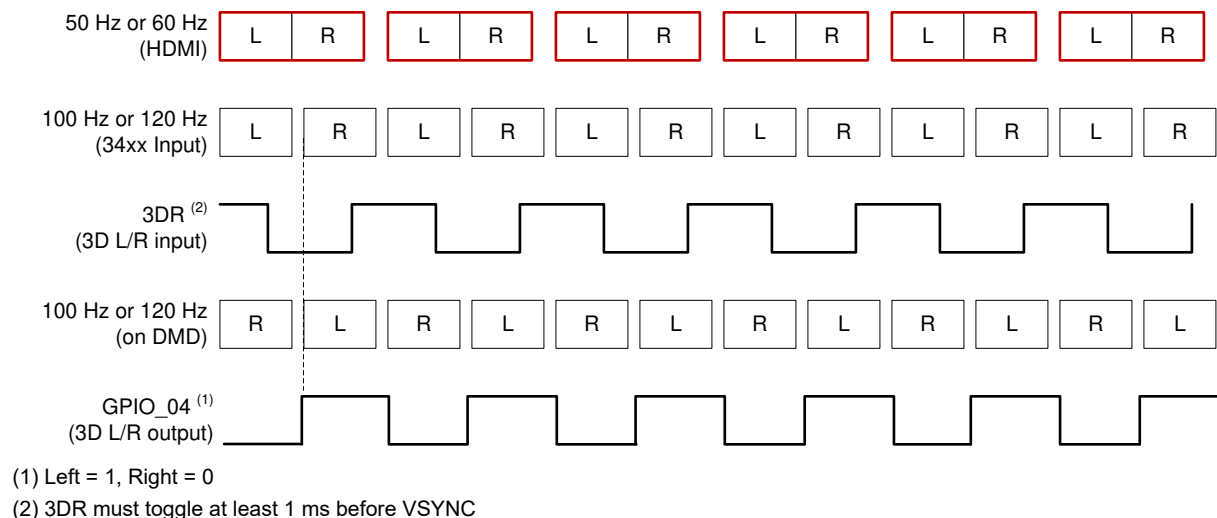 50 Hz or 60 Hz
(HDMI)
L R L R L R L R L R L R
100 Hz or 120 Hz
(34xx Input)
L R L R L R L R L R L R
3DR (2)
(3D L/R input)
100 Hz or 120 Hz
(on DMD)
R L R L R L R L R L R L
GPIO_04 (1)
(3D L/R output)
(1) Left = 1, Right = 0
(2) 3DR must toggle at least 1 ms before VSYNC